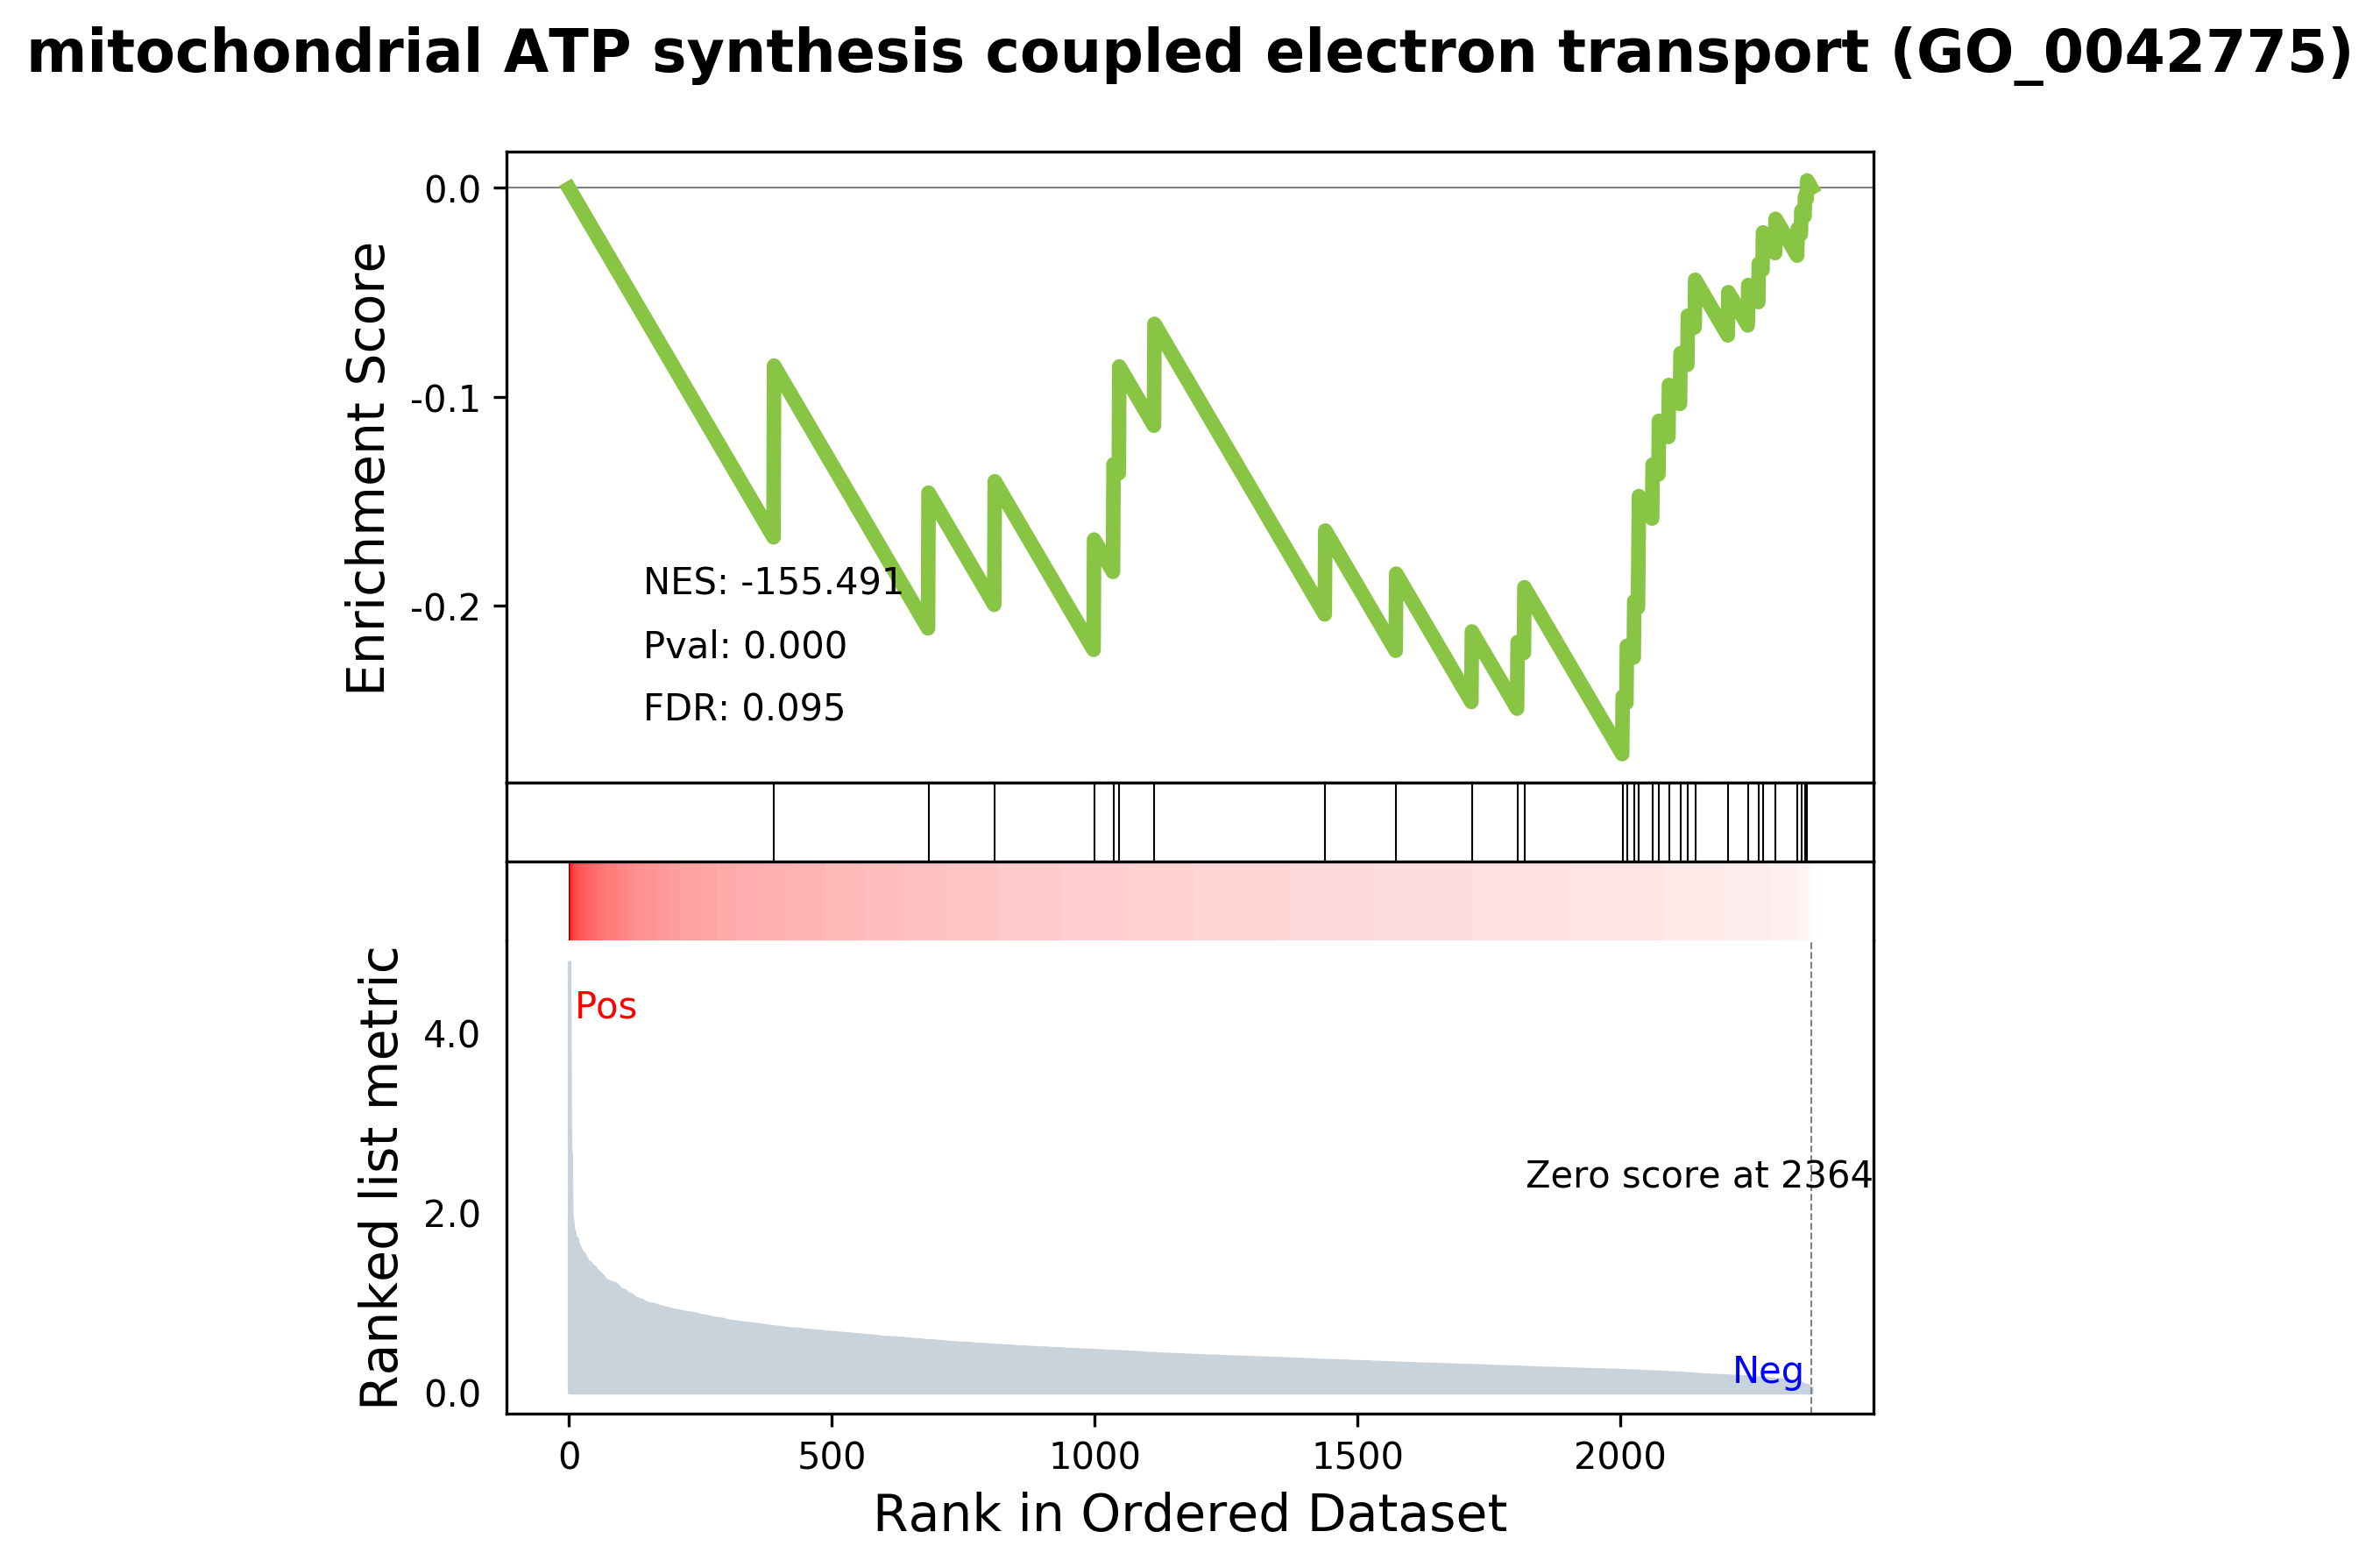 mitochondrial ATP synthesis coupled electron transport (GO_0042775)
Enrichment Score
0.0
-0.1
-0.2
NES: -155.491
Pval: 0.000
FDR: 0.095
Ranked list metric
4.0
2.0
0.0
Pos
Zero score at 2364
Neg
0
500
1000
1500
2000
Rank in Ordered Dataset